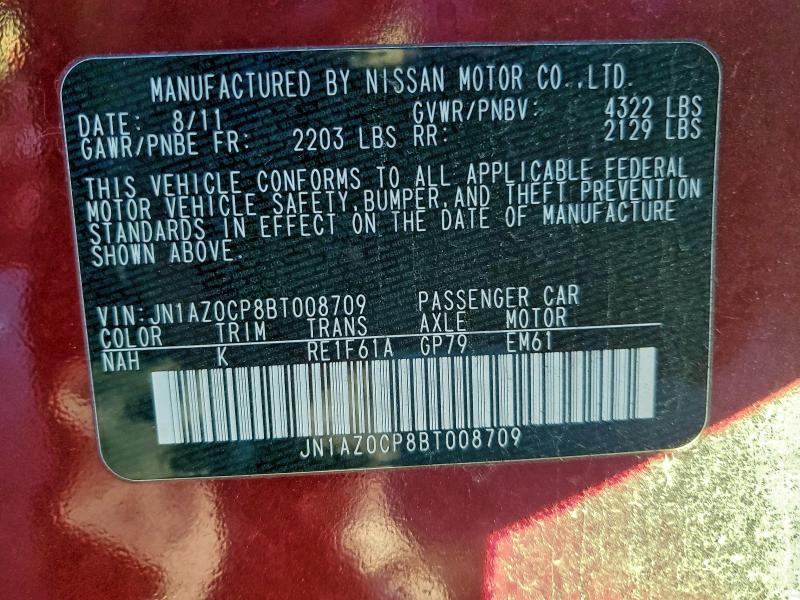 MANUFACTURED BY NISSAN MOTOR CO.,LTD.
DATE: 8/11 GVWR/PNBV: 4322 LBS
GAWR/PNBE FR: 2203 LBS RR: 2129 LBS
THIS VEHICLE CONFORMS TO ALL APPLICABLE FEDERAL
MOTOR VEHICLE SAFETY,BUMPER,AND THEFT PREVENTION
STANDARDS IN EFFECT ON THE DATE OF MANUFACTURE
SHOWN ABOVE.
VIN:JN1AZ0CP8BT008709 PASSENGER CAR
COLOR TRIM TRANS AXLE MOTOR
NAH K RE1F61A GP79 EM61
JN1AZ0CP8BT008709